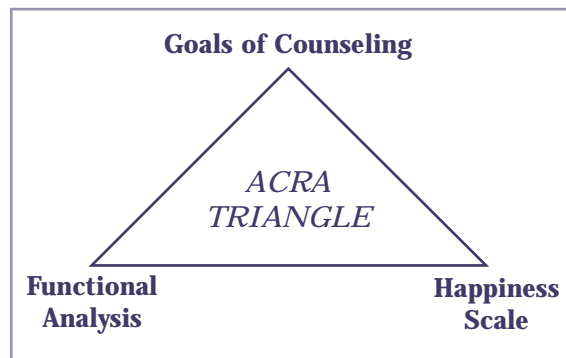 Goals of Counseling
ACRA
TRIANGLE
Functional
Analysis
Happiness
Scale